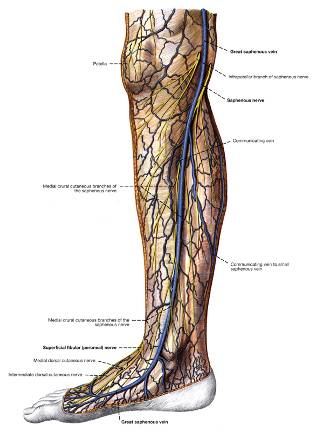 Great saphenous vein
Patella
Infrapatellar branch of saphenous nerve
Saphenous nerve
Communicating vein
Medial crural cutaneous branches of
the saphenous nerve
Communicating vein to small
saphenous vein
Medial crural cutaneous branches of the
saphenous nerve
Superficial fibular (peroneal) nerve
Medial dorsal cutaneous nerve
Intermediate dorsal cutaneous nerve
Great saphenous vein